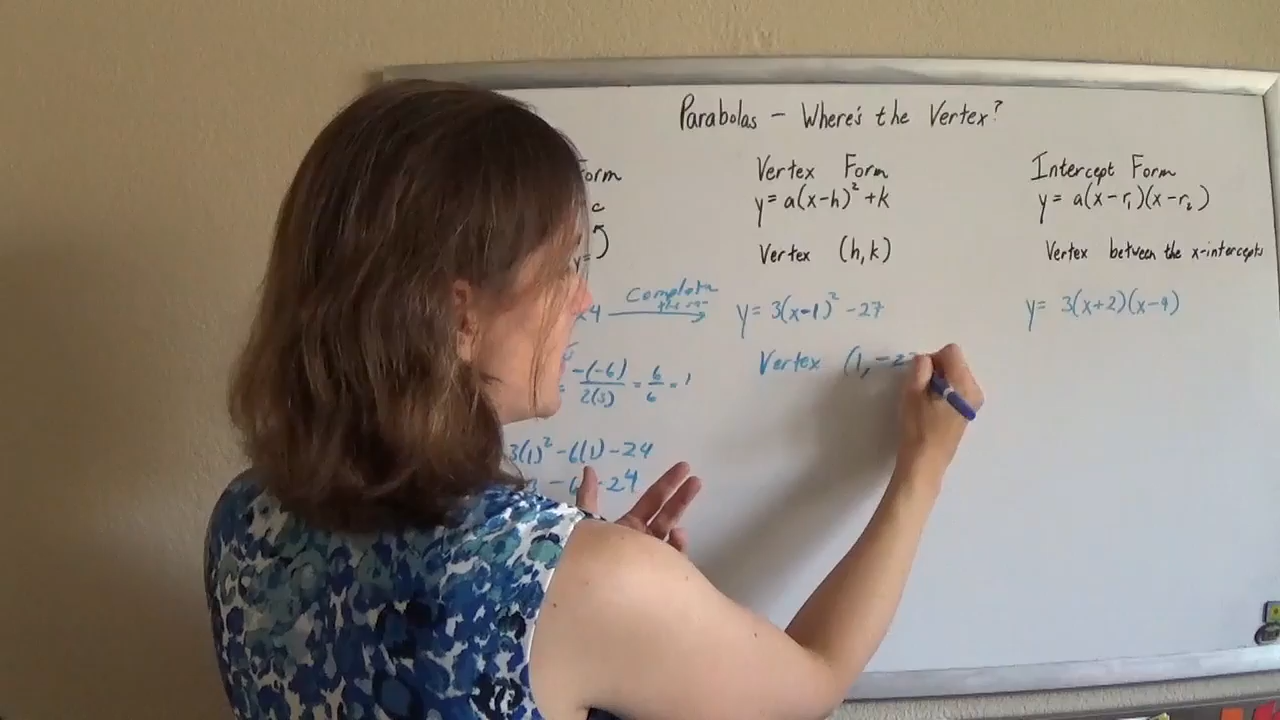 Parabolas - Where's the Vertex?
Form
c
y=
x4 Complete the
-(-6)/2(3) = 6/6 = 1
3(1)² -6(1) -24
3 -6 -24
Vertex Form
y= a(x-h)² +k
Vertex (h,k)
y= 3(x-1)² -27
Vertex (1, -27
Intercept Form
y= a(x-r₁)(x-r₂)
Vertex between the x-intercepts
y= 3(x+2)(x-4)